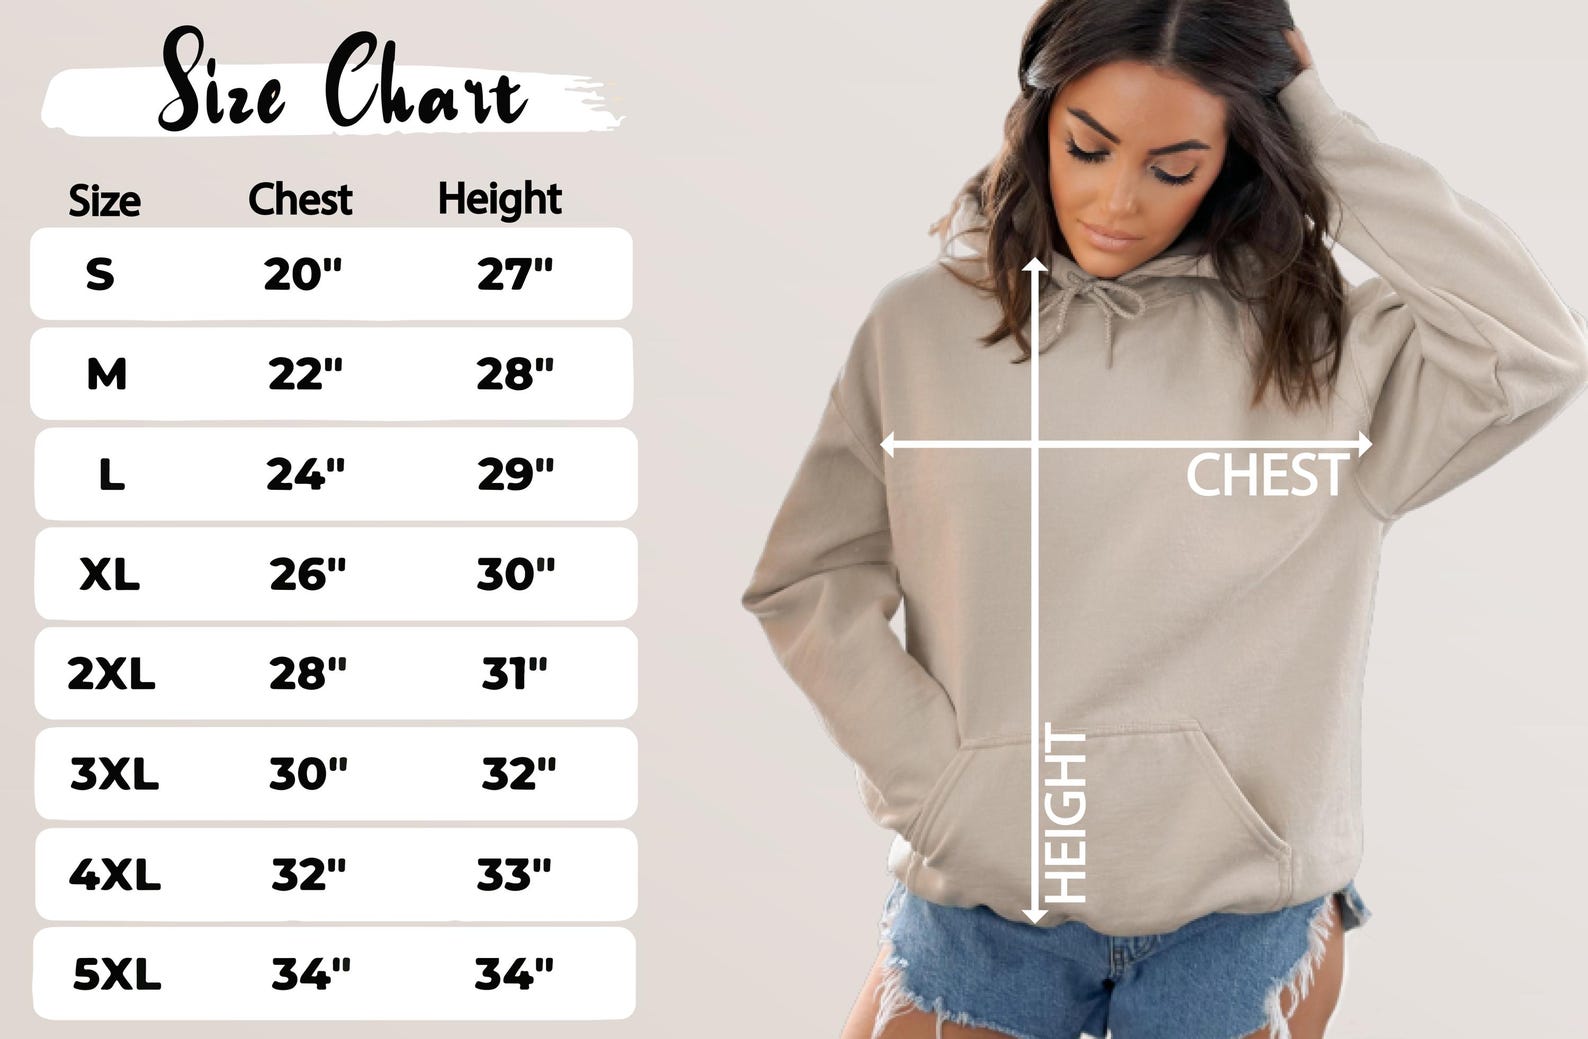 Size Chart
Size Chest Height
S 20" 27"
M 22" 28"
L 24" 29"
XL 26" 30"
2XL 28" 31"
3XL 30" 32"
4XL 32" 33"
5XL 34" 34"
CHEST
HEIGHT